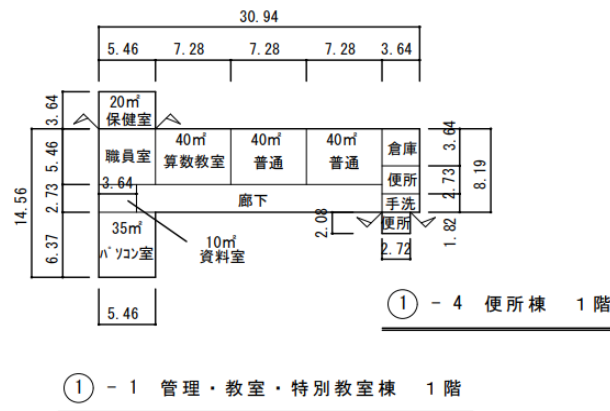 30.94
5.46 7.28 7.28 7.28 3.64
3.64
20㎡
保健室
14.56
5.46
職員室
40㎡
算数教室
40㎡
普通
40㎡
普通
倉庫
3.64
8.19
便所
2.73
3.64
2.73
廊下
手洗
35㎡
パソコン室
6.37
10㎡
資料室
2.08
便所
1.82
2.72
5.46
① - 4 便所棟 1階
① - 1 管理・教室・特別教室棟 1階